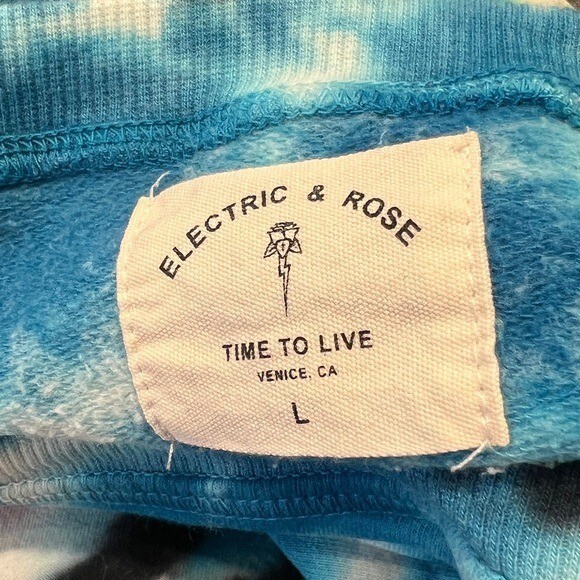 ELECTRIC & ROSE
TIME TO LIVE
VENICE, CA
L